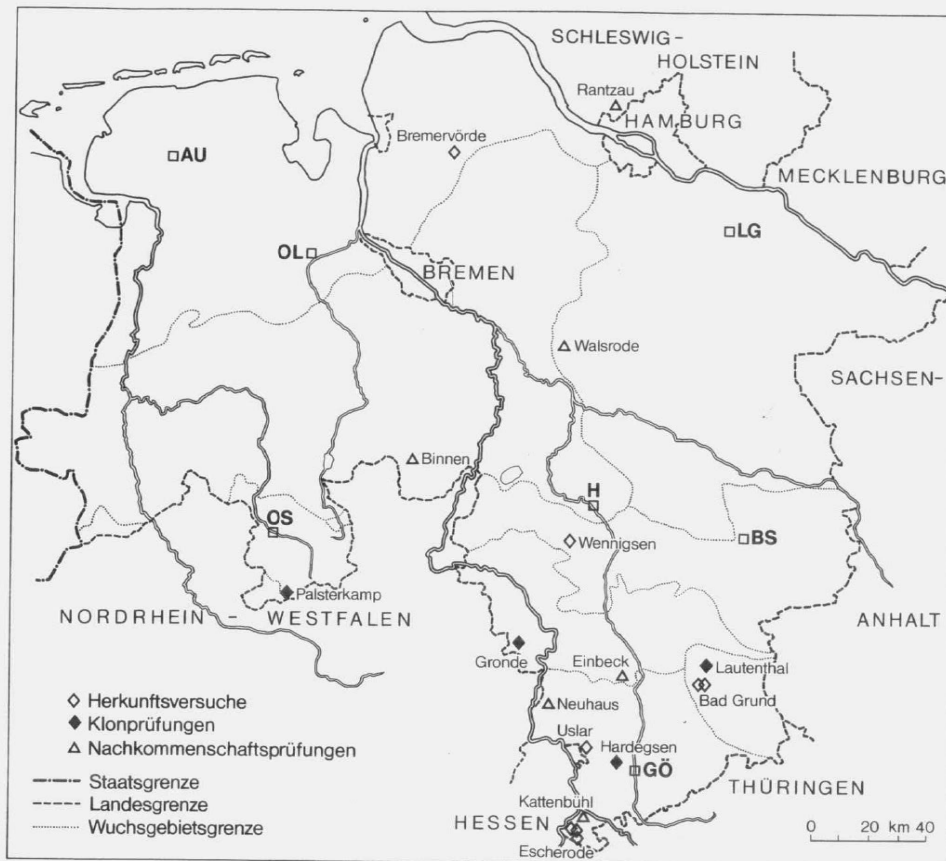 SCHLESWIG-
HOLSTEIN
Rantzau
HAMBURG
Bremervörde
AU
MECKLENBURG
LG
OL
BREMEN
Walsrode
SACHSEN-
Binnen
H
OS
BS
Wennigsen
Palsterkamp
NORDRHEIN - WESTFALEN
ANHALT
Gronde
Einbeck
Lautenthal
Bad Grund
Herkunftsversuche
Klonprüfungen
Neuhaus
Nachkommenschaftsprüfungen
Uslar
Hardegsen
GÖ
Staatsgrenze
THÜRINGEN
Landesgrenze
Kattenbühl
Wuchsgebietsgrenze
HESSEN
Escherode
0 20 km 40